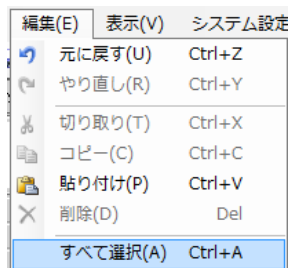 編集(E) 表示(V) システム設定
元に戻す(U) Ctrl+Z
やり直し(R) Ctrl+Y
切り取り(T) Ctrl+X
コピー(C) Ctrl+C
貼り付け(P) Ctrl+V
削除(D) Del
すべて選択(A) Ctrl+A